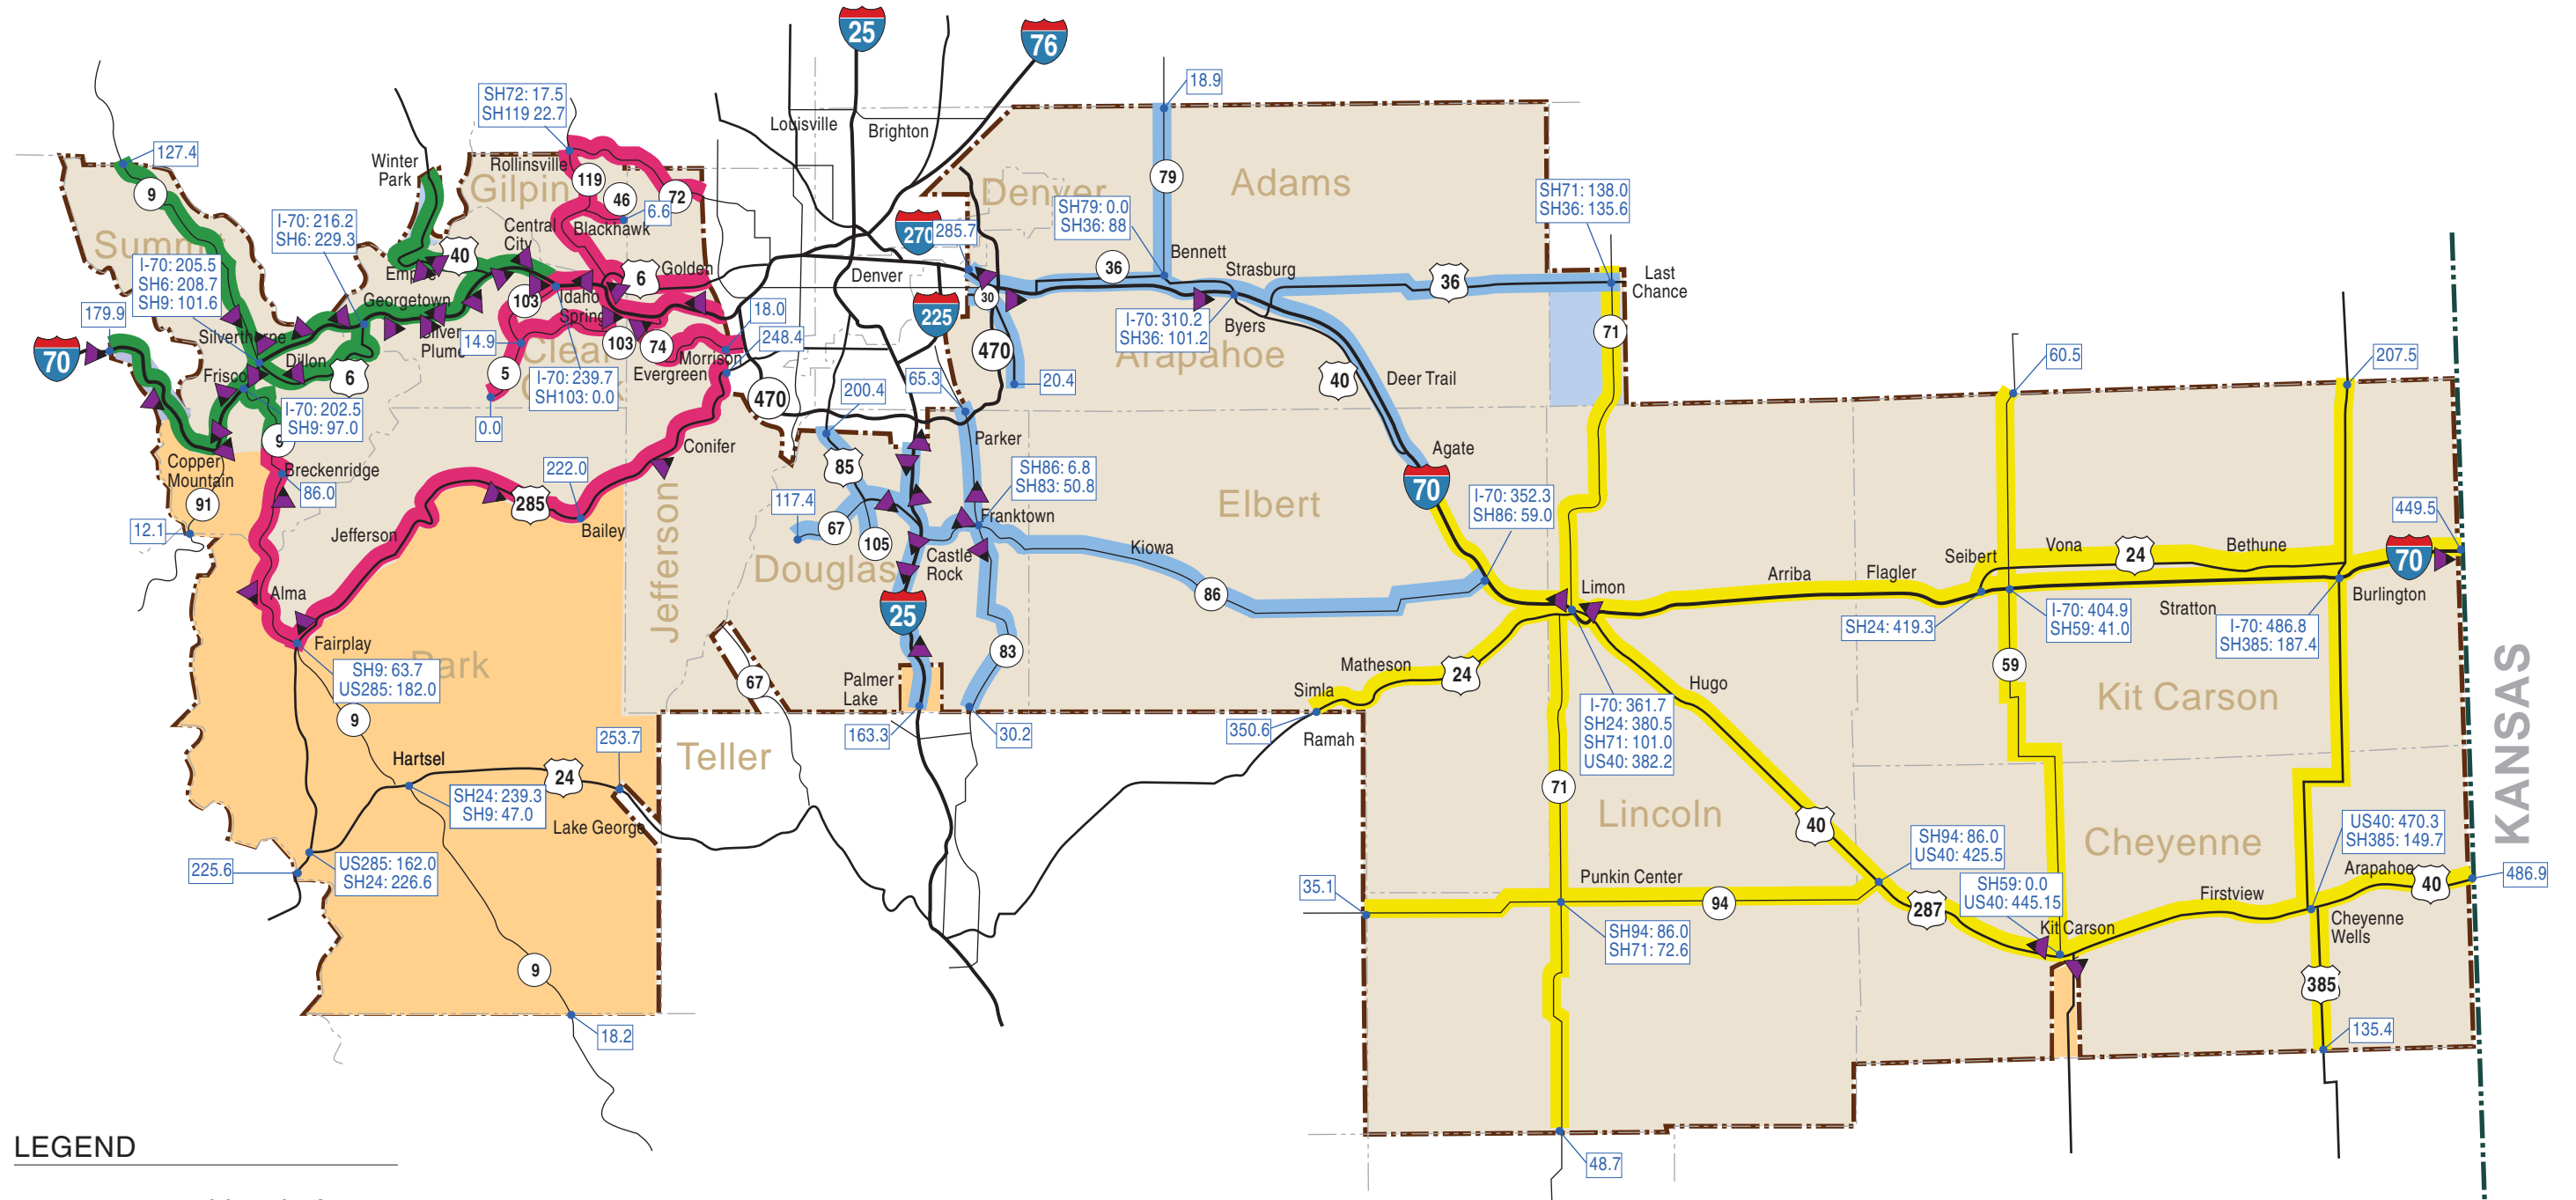 25
76
18.9
SH72: 17.5
SH119 22.7
Louisville
Brighton
127.4
Winter
Park
Rollinsville
119
Gilpin
46
72
9
79
Denver
Adams
SH71: 138.0
SH36: 135.6
I-70: 216.2
SH6: 229.3
Central
City
6.6
Blackhawk
270
285.7
SH79: 0.0
SH36: 88
Summit
40
Empire
Bennett
36
Strasburg
36
Last
Chance
I-70: 205.5
SH6: 208.7
SH9: 101.6
6
Golden
Denver
103
Idaho
Springs
Georgetown
30
179.9
18.0
225
I-70: 310.2
SH36: 101.2
Byers
71
Silverthorne
Silver
Plume
14.9
Clear
Creek
103
74
Morrison
248.4
470
Arapahoe
70
Dillon
Frisco
6
5
Evergreen
I-70: 239.7
SH103: 0.0
65.3
20.4
40
Deer Trail
60.5
207.5
200.4
470
I-70: 202.5
SH9: 97.0
9
0.0
Conifer
Parker
Agate
Copper
Mountain
Breckenridge
86.0
222.0
85
SH86: 6.8
SH83: 50.8
70
I-70: 352.3
SH86: 59.0
91
285
117.4
Elbert
449.5
12.1
Jefferson
Bailey
Jefferson
67
105
Franktown
Kiowa
Castle
Rock
Seibert
Vona
24
Bethune
70
Douglas
Arriba
Flagler
Alma
86
Limon
Stratton
Burlington
25
SH24: 419.3
I-70: 404.9
SH59: 41.0
I-70: 486.8
SH385: 187.4
Fairplay
Park
SH9: 63.7
US285: 182.0
83
Matheson
24
59
67
Palmer
Lake
Simla
Hugo
Kit Carson
KANSAS
9
163.3
30.2
350.6
Ramah
I-70: 361.7
SH24: 380.5
SH71: 101.0
US40: 382.2
253.7
Teller
Hartsel
24
SH24: 239.3
SH9: 47.0
Lake George
71
Lincoln
40
SH94: 86.0
US40: 425.5
Cheyenne
US40: 470.3
SH385: 149.7
225.6
US285: 162.0
SH24: 226.6
35.1
Punkin Center
94
287
SH59: 0.0
US40: 445.15
Firstview
Arapahoe
40
486.9
SH94: 86.0
SH71: 72.6
Kit Carson
Cheyenne
Wells
9
385
18.2
135.4
48.7
LEGEND